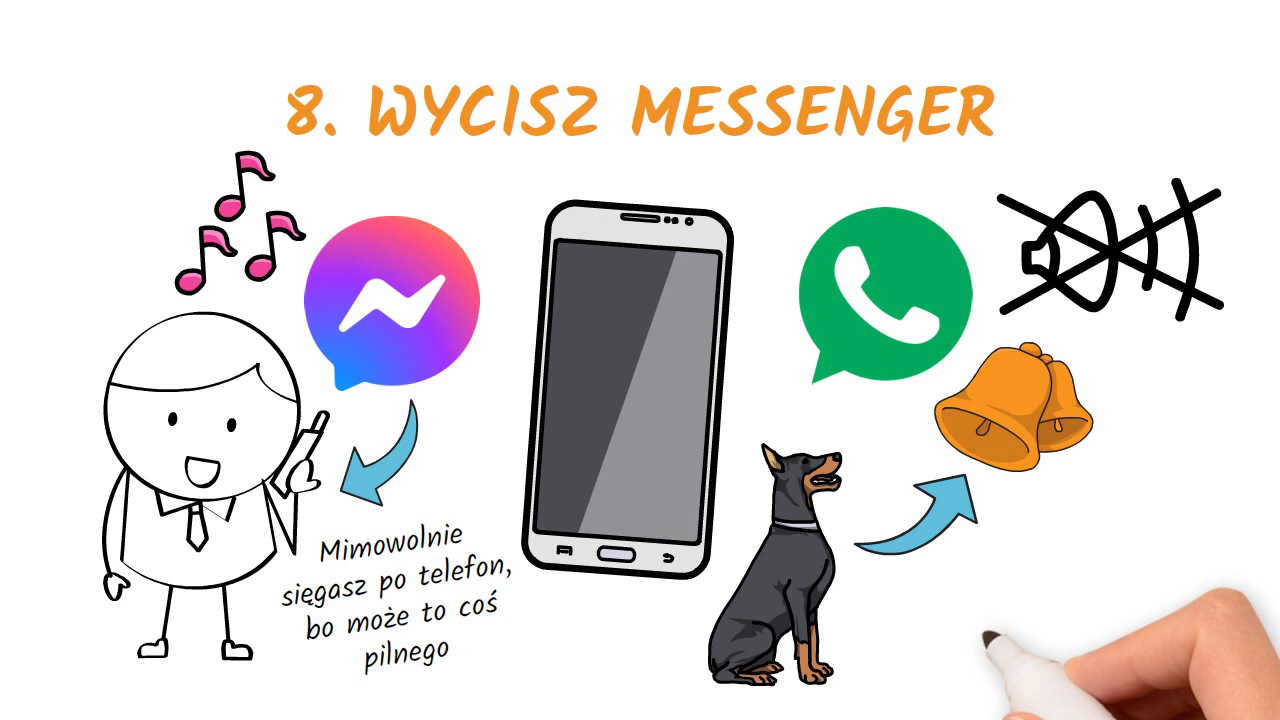 8. WYCISZ MESSENGER
Mimowolnie
sięgasz po telefon,
bo może to coś
pilnego